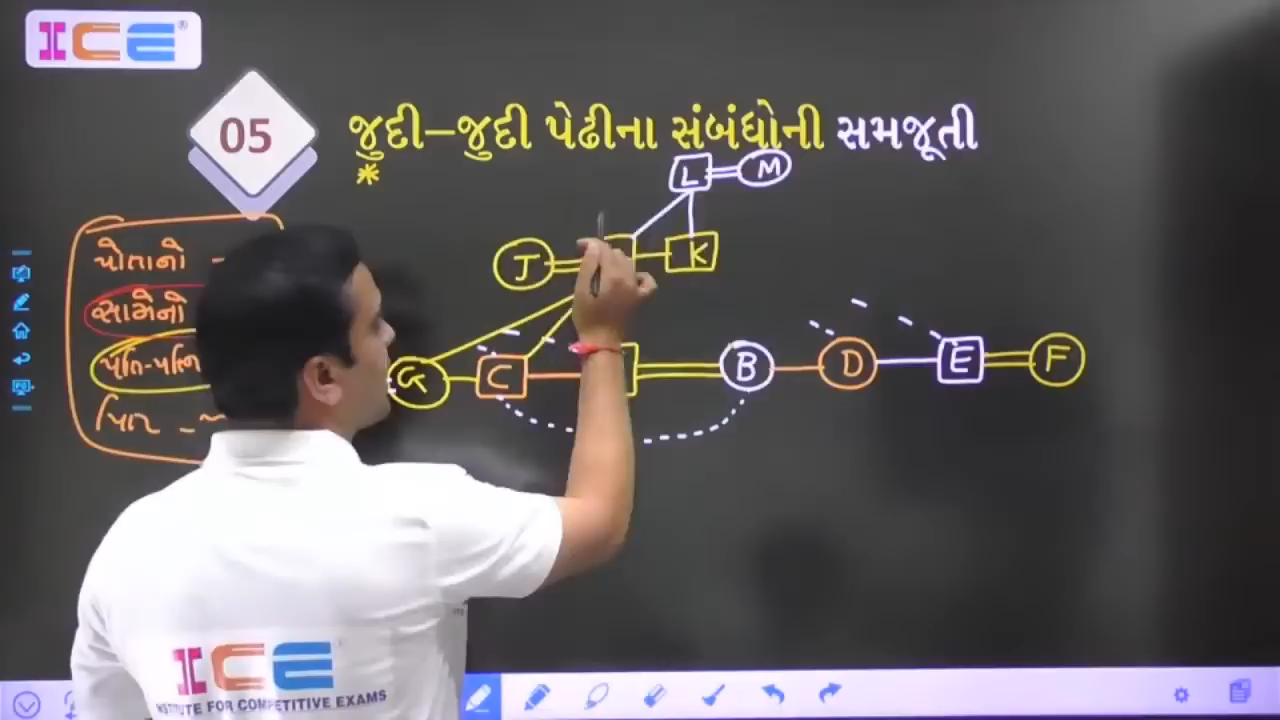 ICE®
05
જુદી–જુદી પેઢીના સંબંધોની સમજૂતી
*
L M
પોતાનો
J K
સામેનો
પતિ-પત્નિ
G C B D E F
ICE
INSTITUTE FOR COMPETITIVE EXAMS